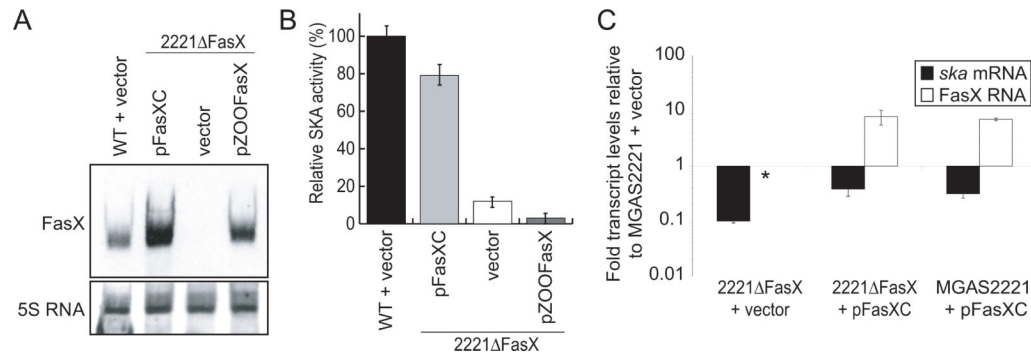 A
2221ΔFasX
WT + vector
pFasXC
vector
pZOOFasX
FasX
5S RNA
B
Relative SKA activity (%)
100
80
60
40
20
0
WT + vector
pFasXC
vector
pZOOFasX
2221ΔFasX
C
Fold transcript levels relative
to MGAS2221 + vector
100
10
1
0.1
0.01
ska mRNA
FasX RNA
*
2221ΔFasX
+ vector
2221ΔFasX
+ pFasXC
MGAS2221
+ pFasXC